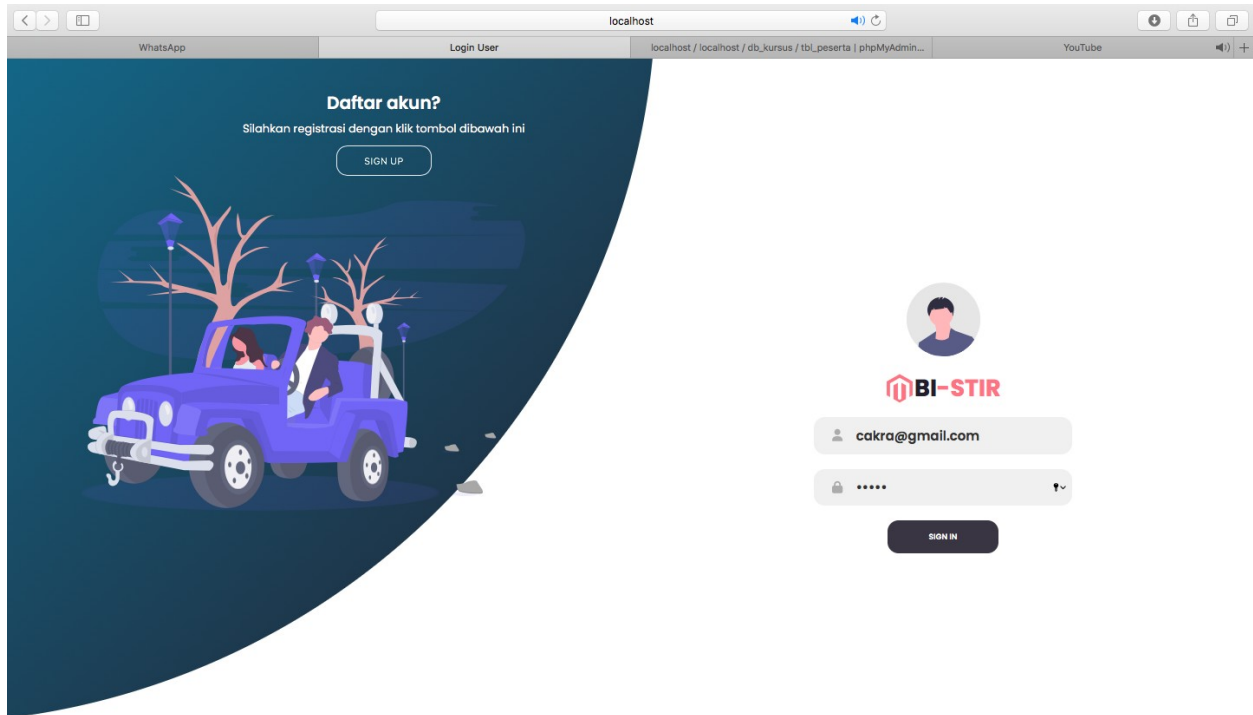 localhost
WhatsApp
Login User
localhost / localhost / db_kursus / tbl_peserta | phpMyAdmin...
YouTube
Daftar akun?
Silahkan registrasi dengan klik tombol dibawah ini
SIGN UP
BI-STIR
cakra@gmail.com
•••••
SIGN IN